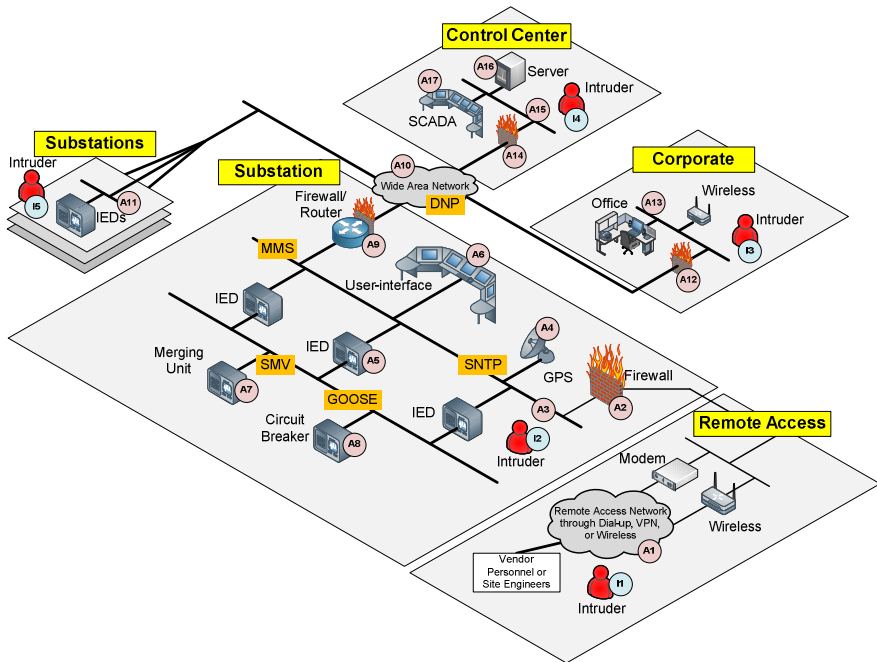 Control Center
A16
Server
A17
Intruder
A15
I4
SCADA
A14
Substations
Intruder
I5
IEDs
A11
Substation
A10
Wide Area Network
DNP
Firewall/
Router
A9
MMS
Corporate
A13
Wireless
Office
Intruder
I3
A12
A6
User-interface
IED
A4
GPS
IED
A5
SMV
SNTP
Merging
Unit
A7
GOOSE
Firewall
A2
A3
IED
I2
Intruder
Circuit
Breaker
A8
Remote Access
Modem
Wireless
Remote Access Network
through Dial-up, VPN,
or Wireless
A1
Vendor
Personnel or
Site Engineers
I1
Intruder